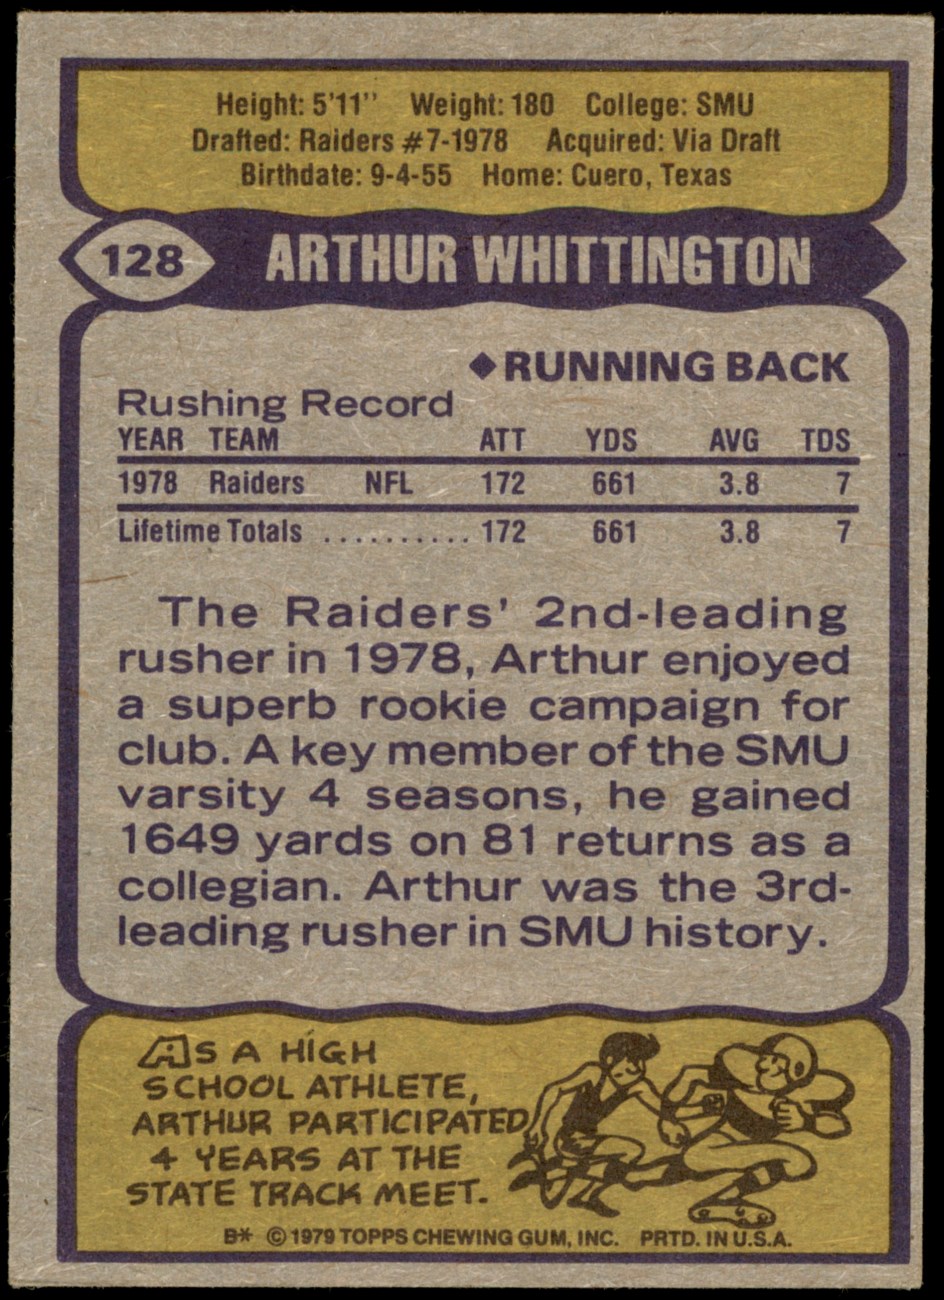 Height: 5'11" Weight: 180 College: SMU
Drafted: Raiders #7-1978 Acquired: Via Draft
Birthdate: 9-4-55 Home: Cuero, Texas
128 ARTHUR WHITTINGTON
◆RUNNING BACK
Rushing Record
YEAR TEAM ATT YDS AVG TDS
1978 Raiders NFL 172 661 3.8 7
Lifetime Totals .......... 172 661 3.8 7
The Raiders' 2nd-leading
rusher in 1978, Arthur enjoyed
a superb rookie campaign for
club. A key member of the SMU
varsity 4 seasons, he gained
1649 yards on 81 returns as a
collegian. Arthur was the 3rd-
leading rusher in SMU history.
AS A HIGH
SCHOOL ATHLETE,
ARTHUR PARTICIPATED
4 YEARS AT THE
STATE TRACK MEET.
B* © 1979 TOPPS CHEWING GUM, INC. PRTD. IN U.S.A.